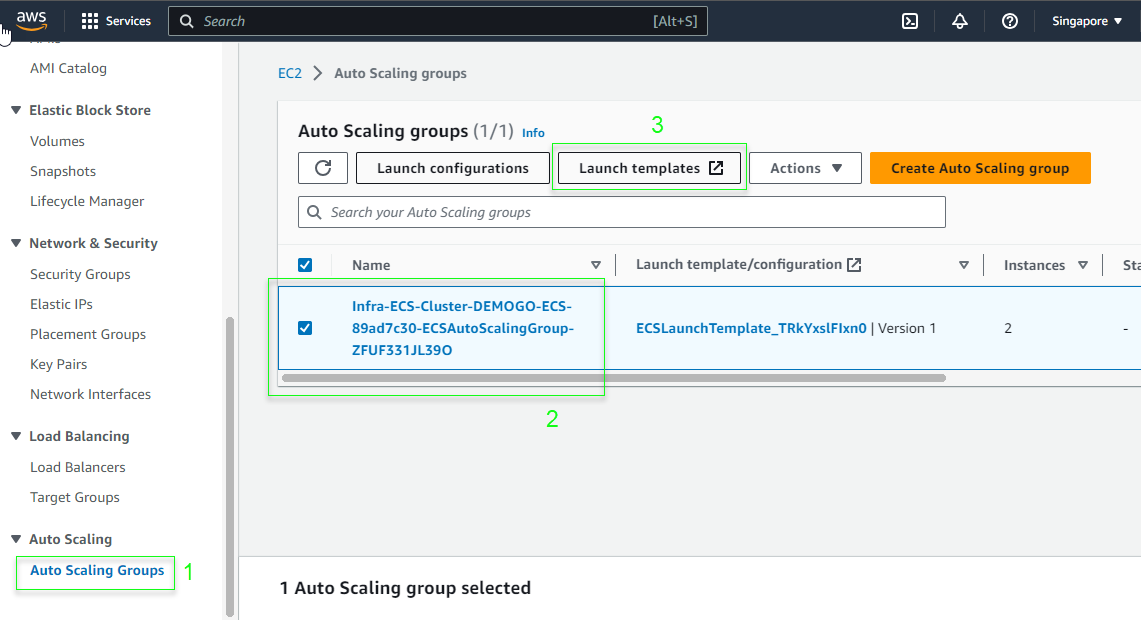 aws
Services
Search
[Alt+S]
Singapore
AMI Catalog
Elastic Block Store
Volumes
Snapshots
Lifecycle Manager
Network & Security
Security Groups
Elastic IPs
Placement Groups
Key Pairs
Network Interfaces
Load Balancing
Load Balancers
Target Groups
Auto Scaling
Auto Scaling Groups
1
EC2
Auto Scaling groups
Auto Scaling groups (1/1) Info
3
Launch configurations
Launch templates
Actions
Create Auto Scaling group
Search your Auto Scaling groups
Name
Launch template/configuration
Instances
Infra-ECS-Cluster-DEMOGO-ECS-
89ad7c30-ECSAutoScalingGroup-
ZFUF331JL39O
ECSLaunchTemplate_TRkYxslFIxn0 | Version 1
2
-
2
1 Auto Scaling group selected